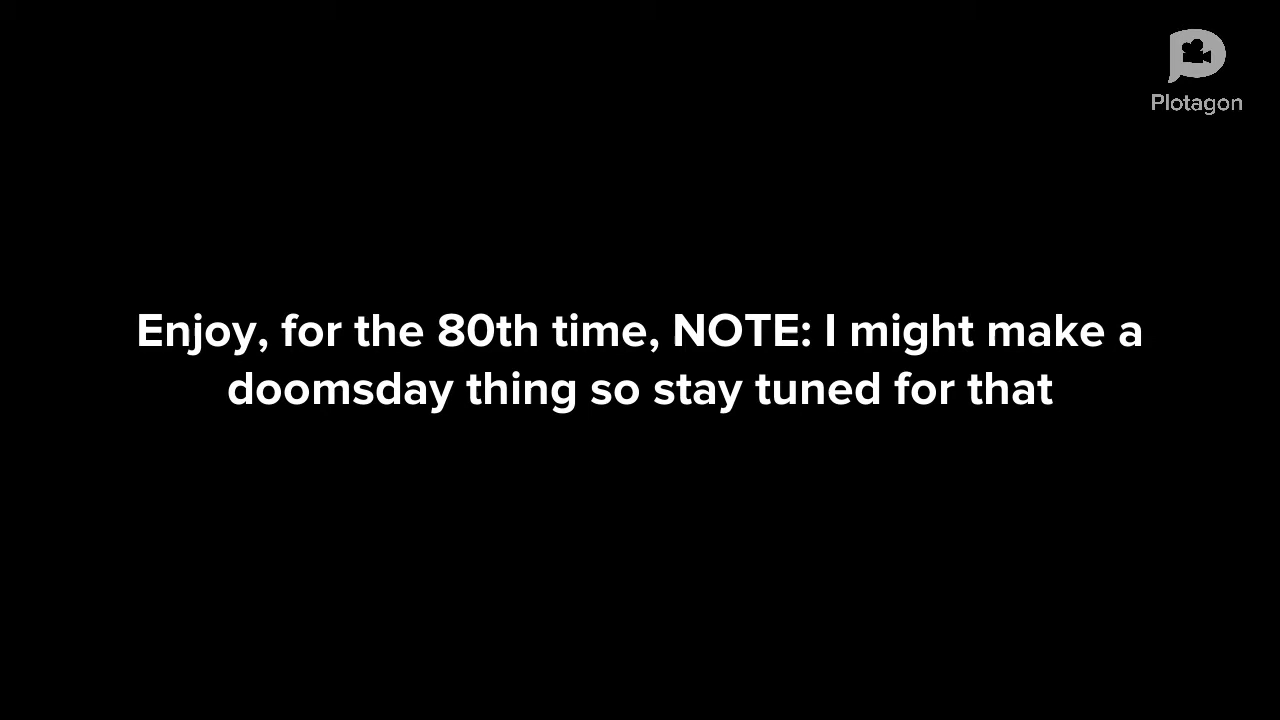 Plotagon
Enjoy, for the 80th time, NOTE: I might make a
doomsday thing so stay tuned for that